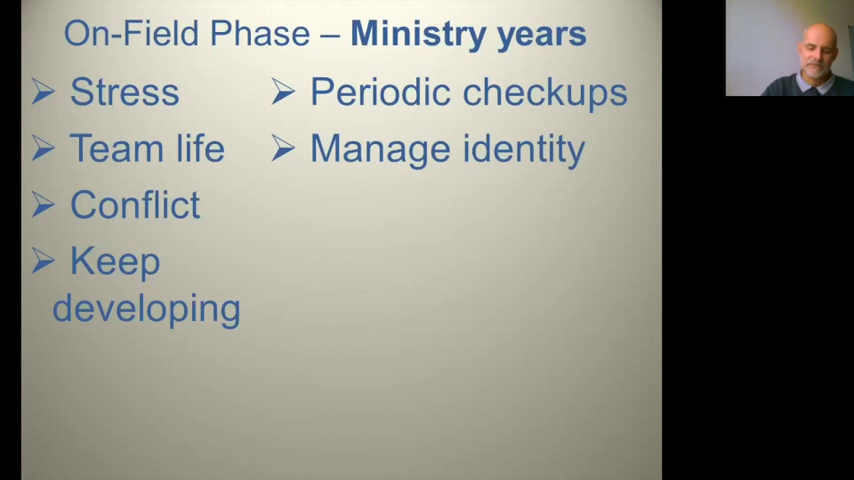 On-Field Phase – Ministry years
Stress
Team life
Conflict
Keep
developing
Periodic checkups
Manage identity